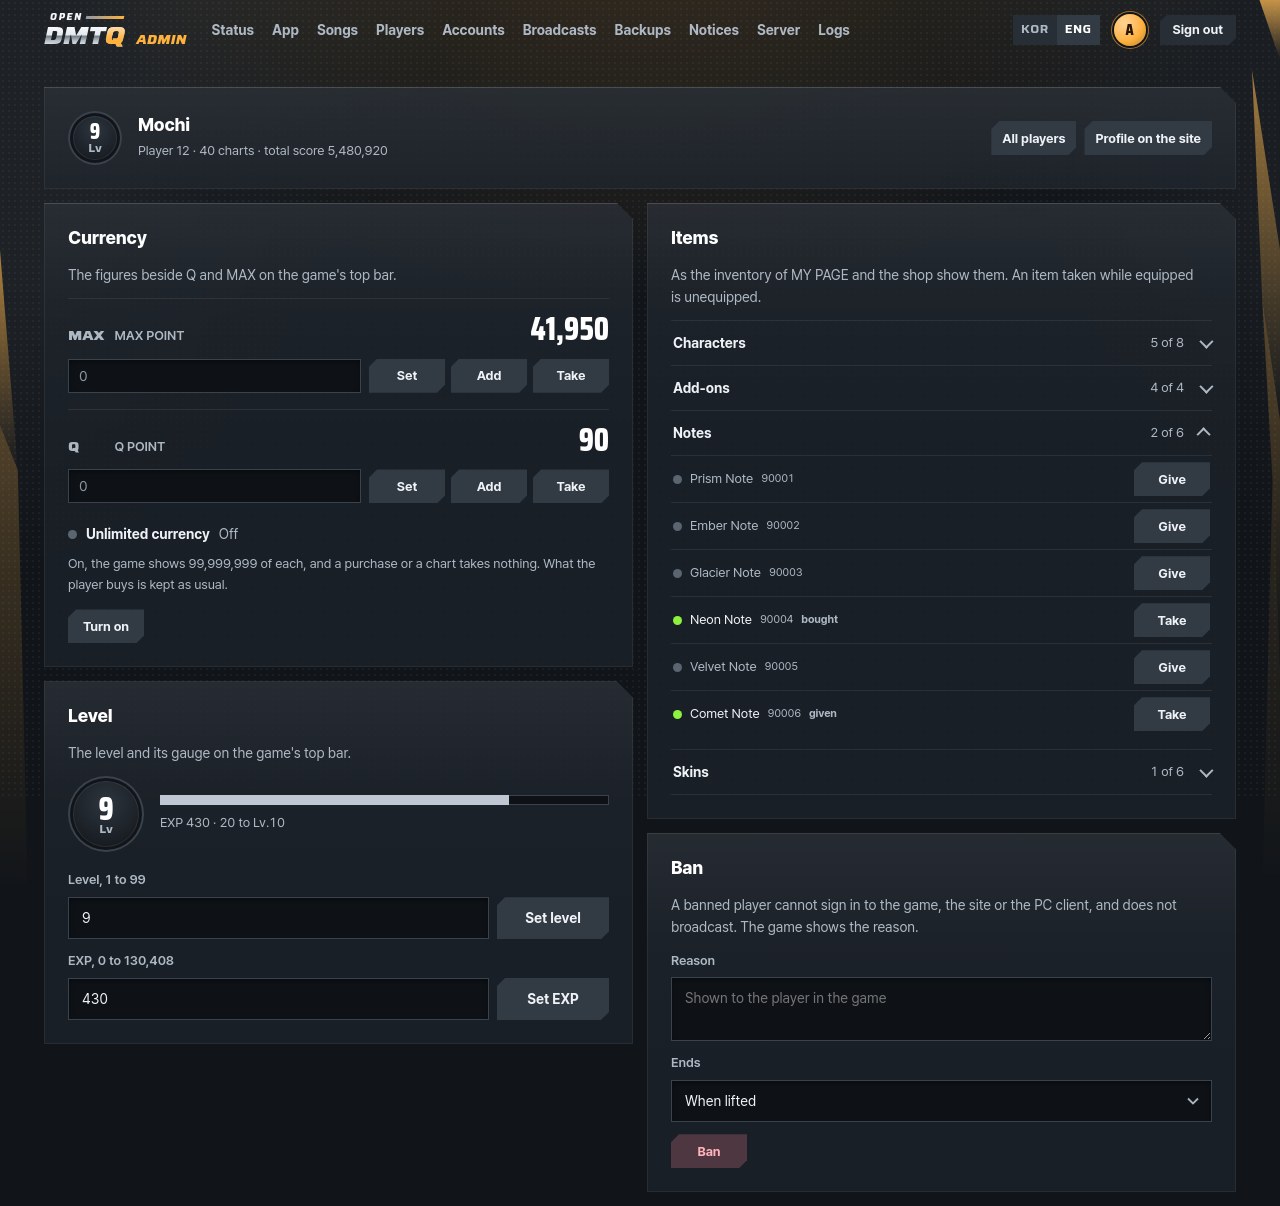 OPEN
DMTQ ADMIN
Status App Songs Players Accounts Broadcasts Backups Notices Server Logs
KOR ENG
A
Sign out
9
Lv
Mochi
Player 12 · 40 charts · total score 5,480,920
All players
Profile on the site
Currency
The figures beside Q and MAX on the game's top bar.
MAX MAX POINT 41,950
0 Set Add Take
Q Q POINT 90
0 Set Add Take
Unlimited currency Off
On, the game shows 99,999,999 of each, and a purchase or a chart takes nothing. What the
player buys is kept as usual.
Turn on
Level
The level and its gauge on the game's top bar.
9
Lv
EXP 430 · 20 to Lv.10
Level, 1 to 99
9 Set level
EXP, 0 to 130,408
430 Set EXP
Items
As the inventory of MY PAGE and the shop show them. An item taken while equipped
is unequipped.
Characters 5 of 8
Add-ons 4 of 4
Notes 2 of 6
Prism Note 90001 Give
Ember Note 90002 Give
Glacier Note 90003 Give
Neon Note 90004 bought Take
Velvet Note 90005 Give
Comet Note 90006 given Take
Skins 1 of 6
Ban
A banned player cannot sign in to the game, the site or the PC client, and does not
broadcast. The game shows the reason.
Reason
Shown to the player in the game
Ends
When lifted
Ban